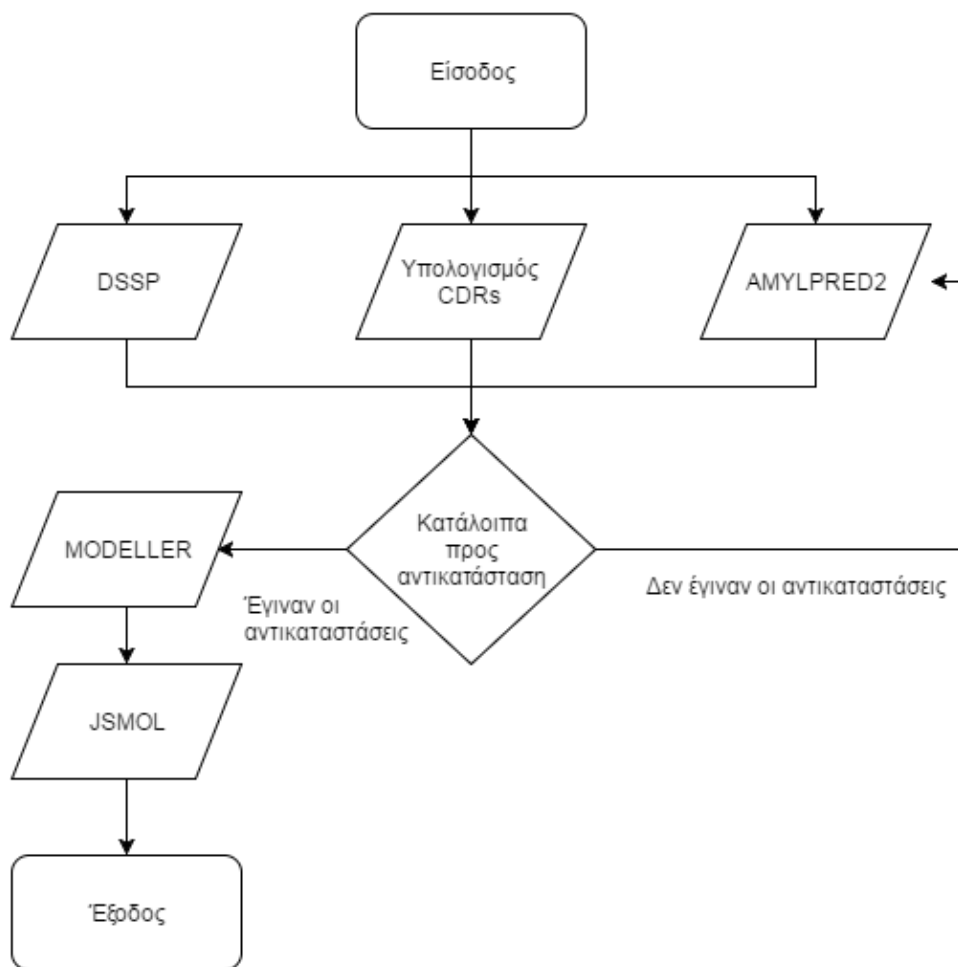 Είσοδος
DSSP
Υπολογισμός
CDRs
AMYLPRED2
Κατάλοιπα
προς
αντικατάσταση
MODELLER
Έγιναν οι
αντικαταστάσεις
Δεν έγιναν οι αντικαταστάσεις
JSMOL
Έξοδος